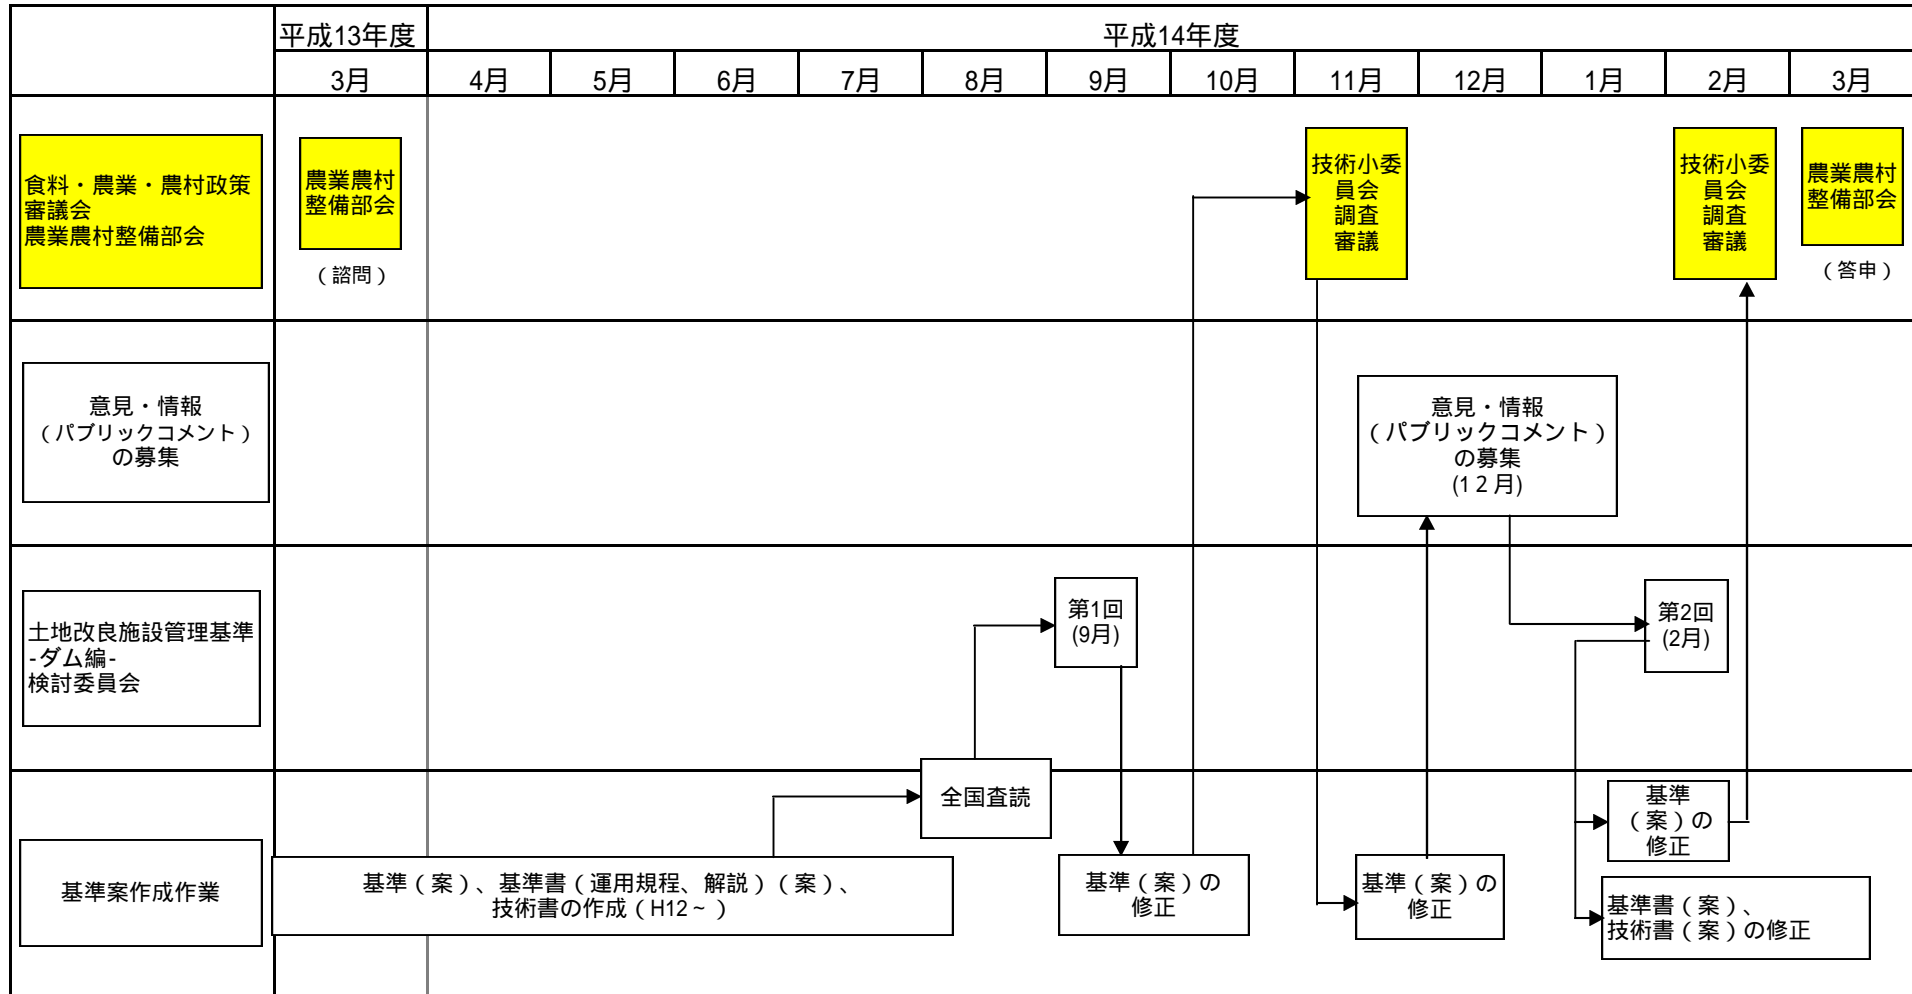 平成13年度
平成14年度
3月
4月
5月
6月
7月
8月
9月
10月
11月
12月
1月
2月
3月
食料・農業・農村政策
審議会
農業農村整備部会
農業農村
整備部会
（諮問）
技術小委
員会
調査
審議
技術小委
員会
調査
審議
農業農村
整備部会
（答申）
意見・情報
（パブリックコメント）
の募集
意見・情報
（パブリックコメント）
の募集
(１２月)
土地改良施設管理基準
-ダム編-
検討委員会
第1回
(9月)
第2回
(2月)
基準案作成作業
全国査読
基準（案）、基準書（運用規程、解説）（案）、
技術書の作成（H12～）
基準（案）の
修正
基準（案）の
修正
基準
（案）の
修正
基準書（案）、
技術書（案）の修正